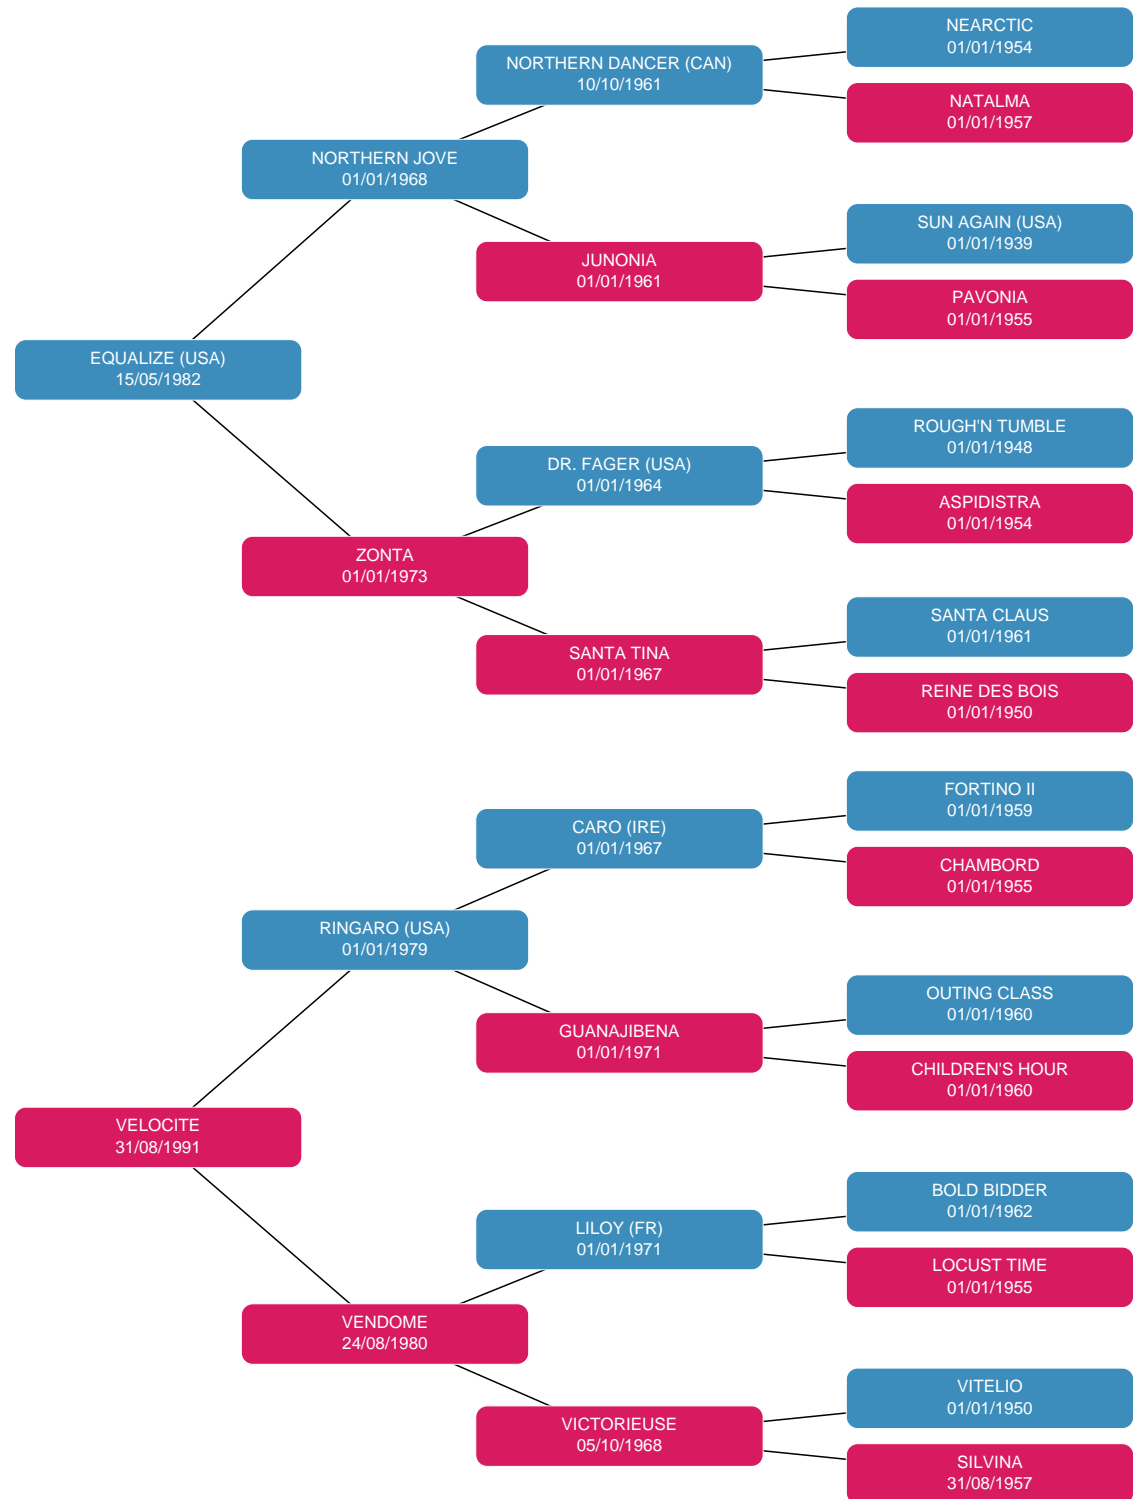 NEARCTIC
01/01/1954
NORTHERN DANCER (CAN)
10/10/1961
NATALMA
01/01/1957
NORTHERN JOVE
01/01/1968
SUN AGAIN (USA)
01/01/1939
JUNONIA
01/01/1961
PAVONIA
01/01/1955
EQUALIZE (USA)
15/05/1982
ROUGH'N TUMBLE
01/01/1948
DR. FAGER (USA)
01/01/1964
ASPIDISTRA
01/01/1954
ZONTA
01/01/1973
SANTA CLAUS
01/01/1961
SANTA TINA
01/01/1967
REINE DES BOIS
01/01/1950
FORTINO II
01/01/1959
CARO (IRE)
01/01/1967
CHAMBORD
01/01/1955
RINGARO (USA)
01/01/1979
OUTING CLASS
01/01/1960
GUANAJIBENA
01/01/1971
CHILDREN'S HOUR
01/01/1960
VELOCITE
31/08/1991
BOLD BIDDER
01/01/1962
LILOY (FR)
01/01/1971
LOCUST TIME
01/01/1955
VENDOME
24/08/1980
VITELIO
01/01/1950
VICTORIEUSE
05/10/1968
SILVINA
31/08/1957